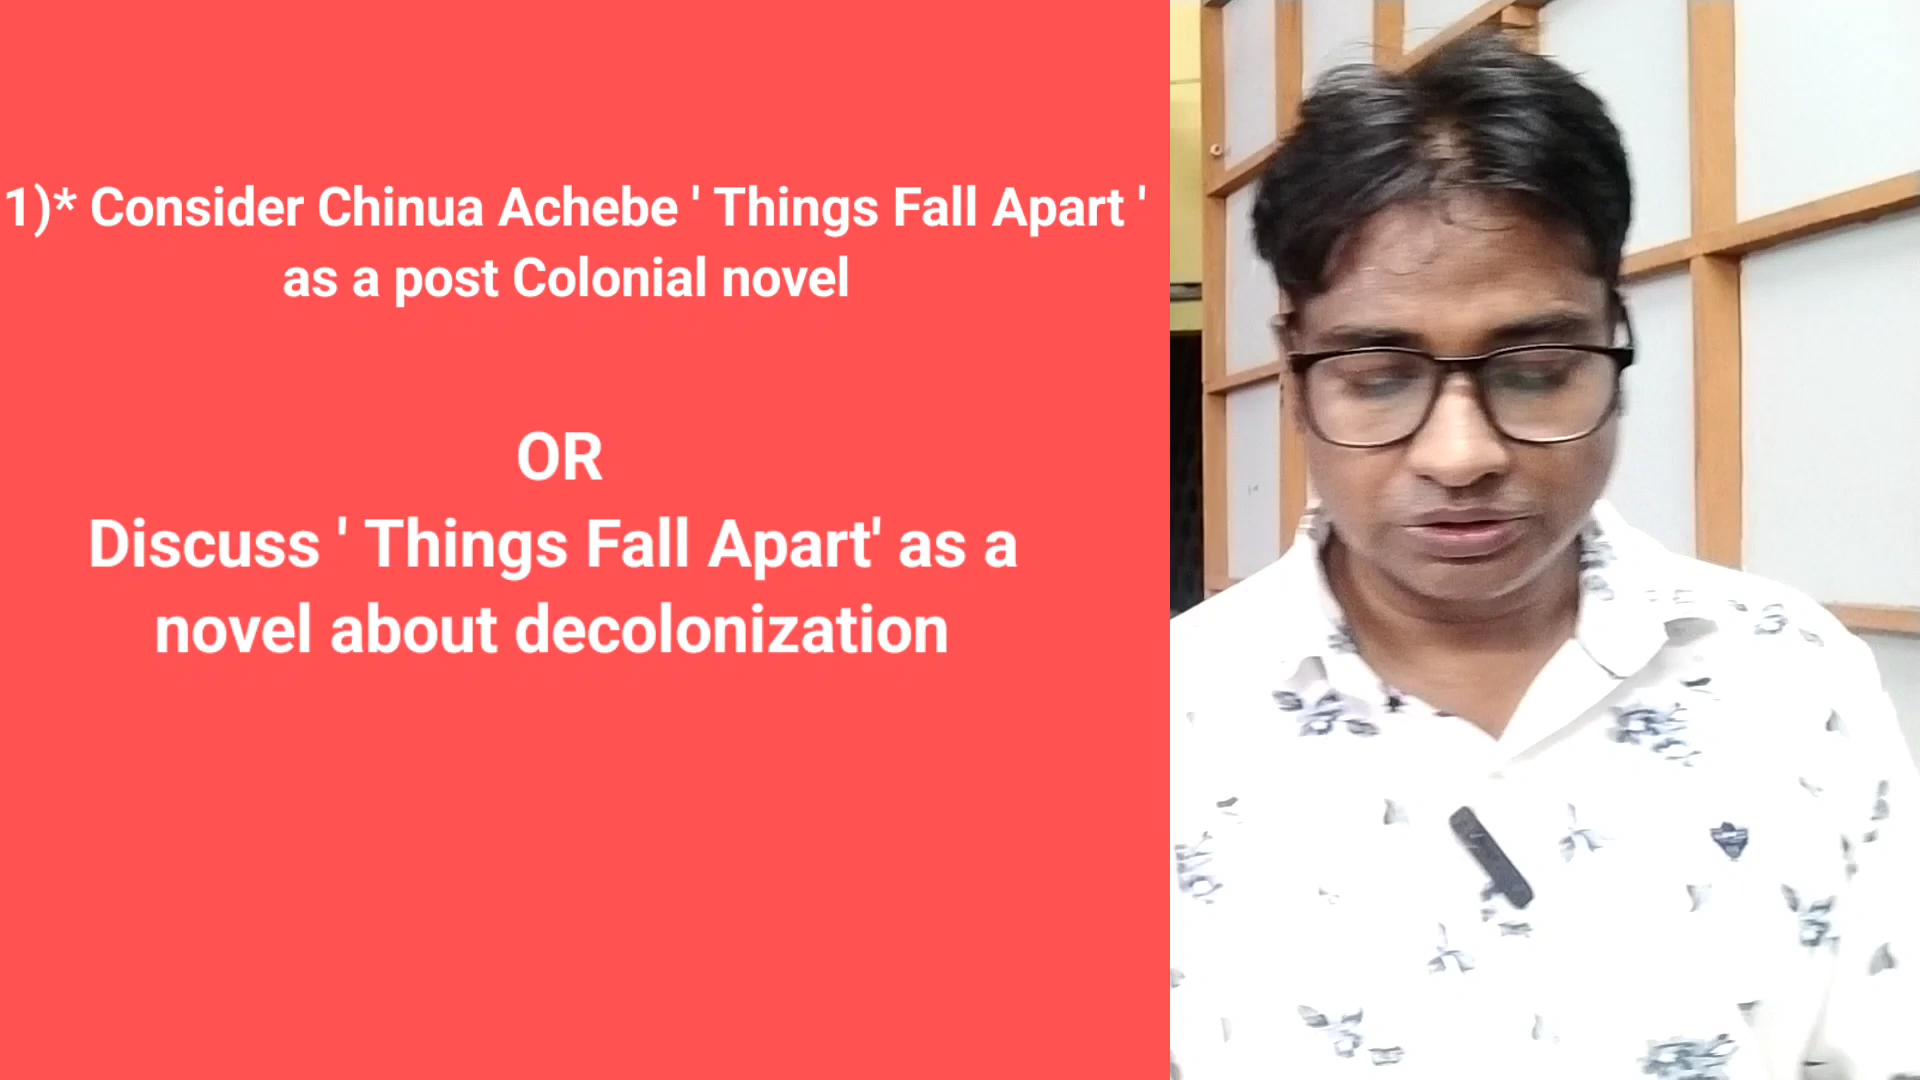 1)* Consider Chinua Achebe ' Things Fall Apart '
as a post Colonial novel
OR
Discuss ' Things Fall Apart' as a
novel about decolonization